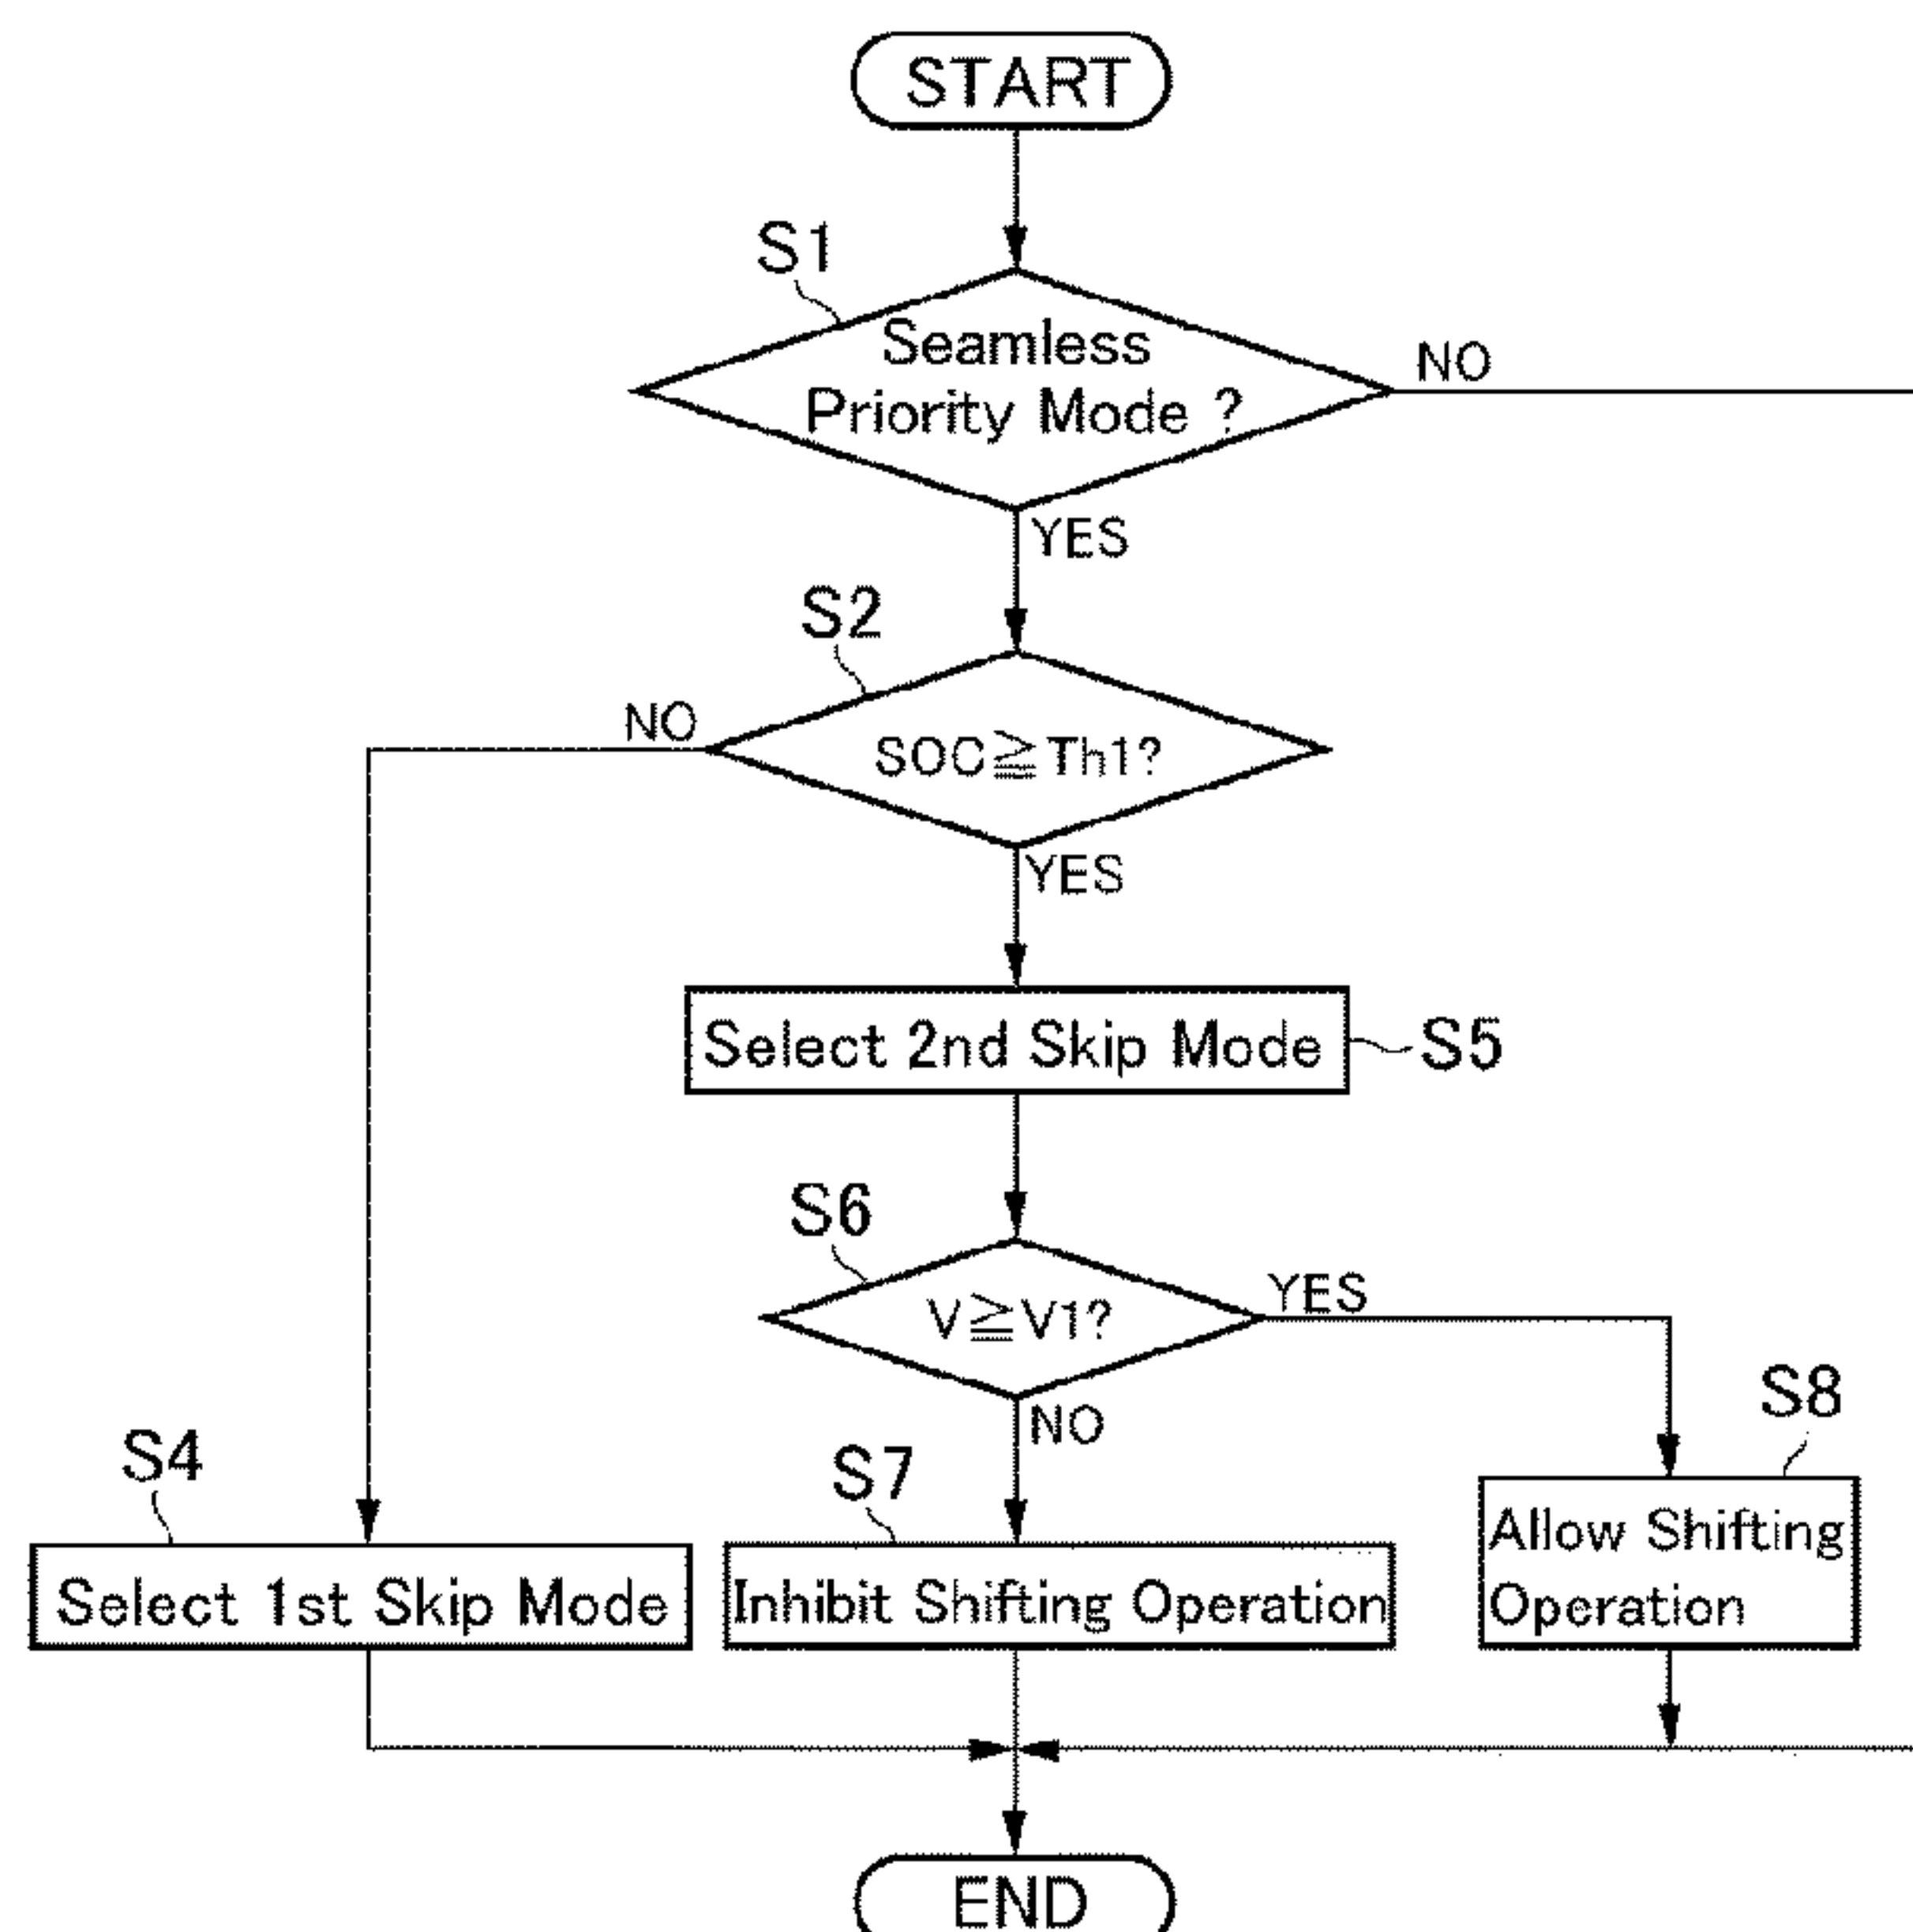 START
S1
Seamless
Priority Mode ?
NO
YES
S2
NO
SOC≧Th1?
YES
Select 2nd Skip Mode
S5
S6
V≧V1?
YES
NO
S8
S4
S7
Allow Shifting
Operation
Select 1st Skip Mode
Inhibit Shifting Operation
END